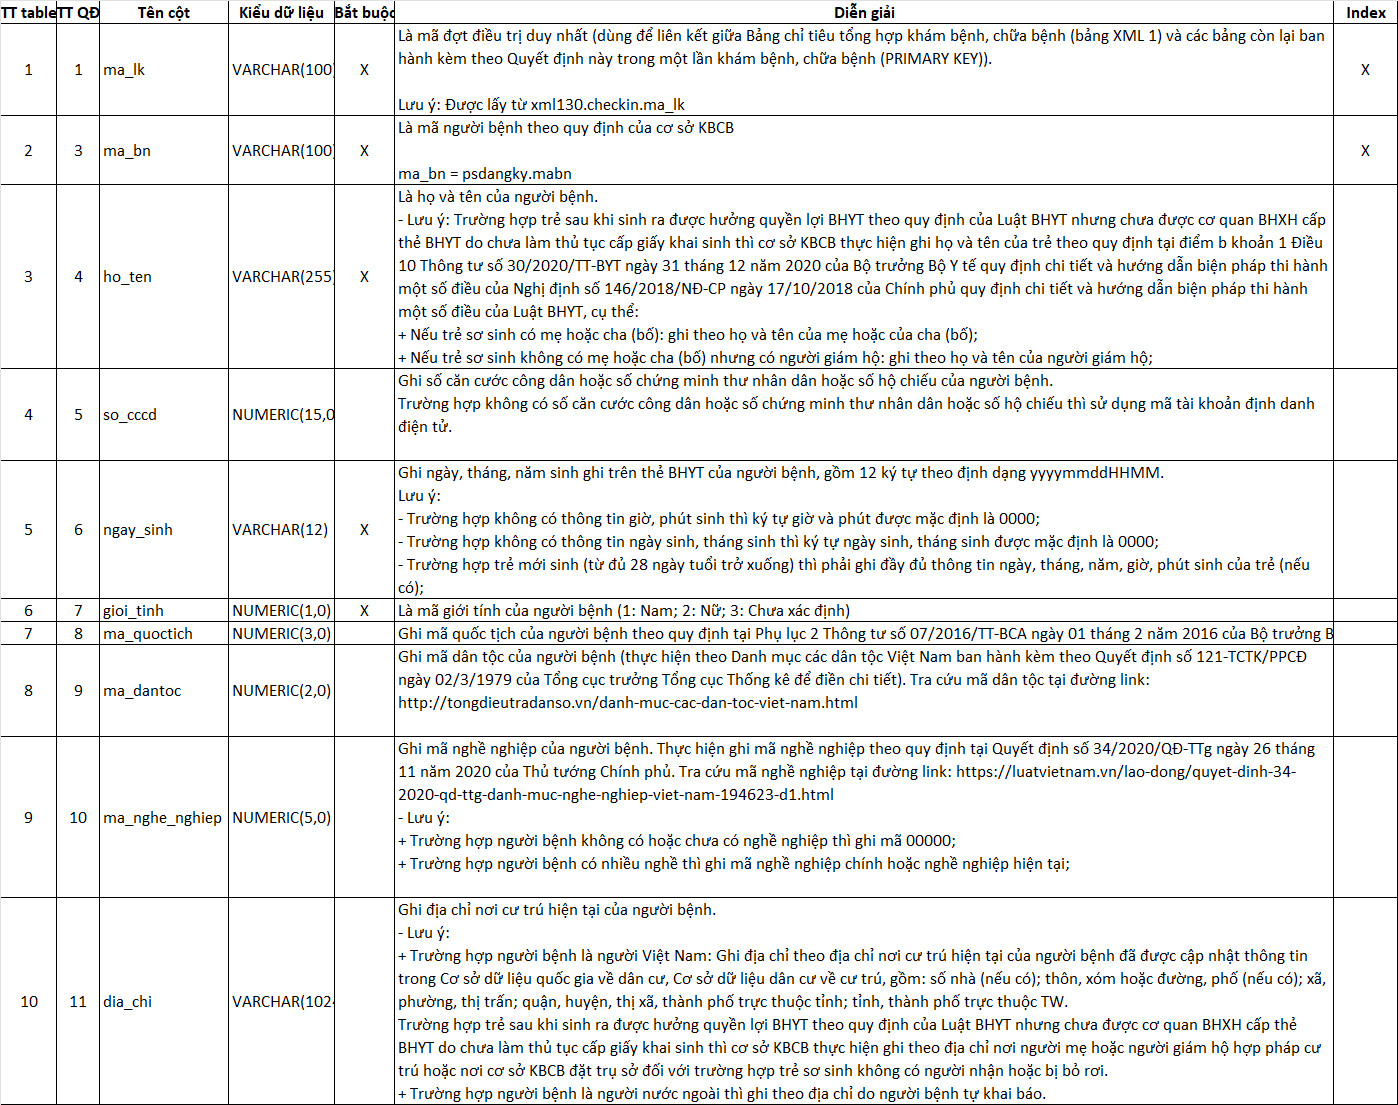 TT table TT QĐ Tên cột Kiểu dữ liệu Bắt buộc Diễn giải Index
1 1 ma_lk VARCHAR(100) X X
Là mã đợt điều trị duy nhất (dùng để liên kết giữa Bảng chỉ tiêu tổng hợp khám bệnh, chữa bệnh (bảng XML 1) và các bảng còn lại ban
hành kèm theo Quyết định này trong một lần khám bệnh, chữa bệnh (PRIMARY KEY)).
Lưu ý: Được lấy từ xml130.checkin.ma_lk
2 3 ma_bn VARCHAR(100) X X
Là mã người bệnh theo quy định của cơ sở KBCB
ma_bn = psdangky.mabn
3 4 ho_ten VARCHAR(255) X
Là họ và tên của người bệnh.
- Lưu ý: Trường hợp trẻ sau khi sinh ra được hưởng quyền lợi BHYT theo quy định của Luật BHYT nhưng chưa được cơ quan BHXH cấp
thẻ BHYT do chưa làm thủ tục cấp giấy khai sinh thì cơ sở KBCB thực hiện ghi họ và tên của trẻ theo quy định tại điểm b khoản 1 Điều
10 Thông tư số 30/2020/TT-BYT ngày 31 tháng 12 năm 2020 của Bộ trưởng Bộ Y tế quy định chi tiết và hướng dẫn biện pháp thi hành
một số điều của Nghị định số 146/2018/NĐ-CP ngày 17/10/2018 của Chính phủ quy định chi tiết và hướng dẫn biện pháp thi hành
một số điều của Luật BHYT, cụ thể:
+ Nếu trẻ sơ sinh có mẹ hoặc cha (bố): ghi theo họ và tên của mẹ hoặc của cha (bố);
+ Nếu trẻ sơ sinh không có mẹ hoặc cha (bố) nhưng có người giám hộ: ghi theo họ và tên của người giám hộ;
4 5 so_cccd NUMERIC(15,0
Ghi số căn cước công dân hoặc số chứng minh thư nhân dân hoặc số hộ chiếu của người bệnh.
Trường hợp không có số căn cước công dân hoặc số chứng minh thư nhân dân hoặc số hộ chiếu thì sử dụng mã tài khoản định danh
điện tử.
5 6 ngay_sinh VARCHAR(12) X
Ghi ngày, tháng, năm sinh ghi trên thẻ BHYT của người bệnh, gồm 12 ký tự theo định dạng yyyymmddHHMM.
Lưu ý:
- Trường hợp không có thông tin giờ, phút sinh thì ký tự giờ và phút được mặc định là 0000;
- Trường hợp không có thông tin ngày sinh, tháng sinh thì ký tự ngày sinh, tháng sinh được mặc định là 0000;
- Trường hợp trẻ mới sinh (từ đủ 28 ngày tuổi trở xuống) thì phải ghi đầy đủ thông tin ngày, tháng, năm, giờ, phút sinh của trẻ (nếu
có);
6 7 gioi_tinh NUMERIC(1,0) X Là mã giới tính của người bệnh (1: Nam; 2: Nữ; 3: Chưa xác định)
7 8 ma_quoctich NUMERIC(3,0) Ghi mã quốc tịch của người bệnh theo quy định tại Phụ lục 2 Thông tư số 07/2016/TT-BCA ngày 01 tháng 2 năm 2016 của Bộ trưởng B
8 9 ma_dantoc NUMERIC(2,0)
Ghi mã dân tộc của người bệnh (thực hiện theo Danh mục các dân tộc Việt Nam ban hành kèm theo Quyết định số 121-TCTK/PPCĐ
ngày 02/3/1979 của Tổng cục trưởng Tổng cục Thống kê để điền chi tiết). Tra cứu mã dân tộc tại đường link:
http://tongdieutradanso.vn/danh-muc-cac-dan-toc-viet-nam.html
9 10 ma_nghe_nghiep NUMERIC(5,0)
Ghi mã nghề nghiệp của người bệnh. Thực hiện ghi mã nghề nghiệp theo quy định tại Quyết định số 34/2020/QĐ-TTg ngày 26 tháng
11 năm 2020 của Thủ tướng Chính phủ. Tra cứu mã nghề nghiệp tại đường link: https://luatvietnam.vn/lao-dong/quyet-dinh-34-
2020-qd-ttg-danh-muc-nghe-nghiep-viet-nam-194623-d1.html
- Lưu ý:
+ Trường hợp người bệnh không có hoặc chưa có nghề nghiệp thì ghi mã 00000;
+ Trường hợp người bệnh có nhiều nghề thì ghi mã nghề nghiệp chính hoặc nghề nghiệp hiện tại;
10 11 dia_chi VARCHAR(1024
Ghi địa chỉ nơi cư trú hiện tại của người bệnh.
- Lưu ý:
+ Trường hợp người bệnh là người Việt Nam: Ghi địa chỉ theo địa chỉ nơi cư trú hiện tại của người bệnh đã được cập nhật thông tin
trong Cơ sở dữ liệu quốc gia về dân cư, Cơ sở dữ liệu dân cư về cư trú, gồm: số nhà (nếu có); thôn, xóm hoặc đường, phố (nếu có); xã,
phường, thị trấn; quận, huyện, thị xã, thành phố trực thuộc tỉnh; tỉnh, thành phố trực thuộc TW.
Trường hợp trẻ sau khi sinh ra được hưởng quyền lợi BHYT theo quy định của Luật BHYT nhưng chưa được cơ quan BHXH cấp thẻ
BHYT do chưa làm thủ tục cấp giấy khai sinh thì cơ sở KBCB thực hiện ghi theo địa chỉ nơi người mẹ hoặc người giám hộ hợp pháp cư
trú hoặc nơi cơ sở KBCB đặt trụ sở đối với trường hợp trẻ sơ sinh không có người nhận hoặc bị bỏ rơi.
+ Trường hợp người bệnh là người nước ngoài thì ghi theo địa chỉ do người bệnh tự khai báo.